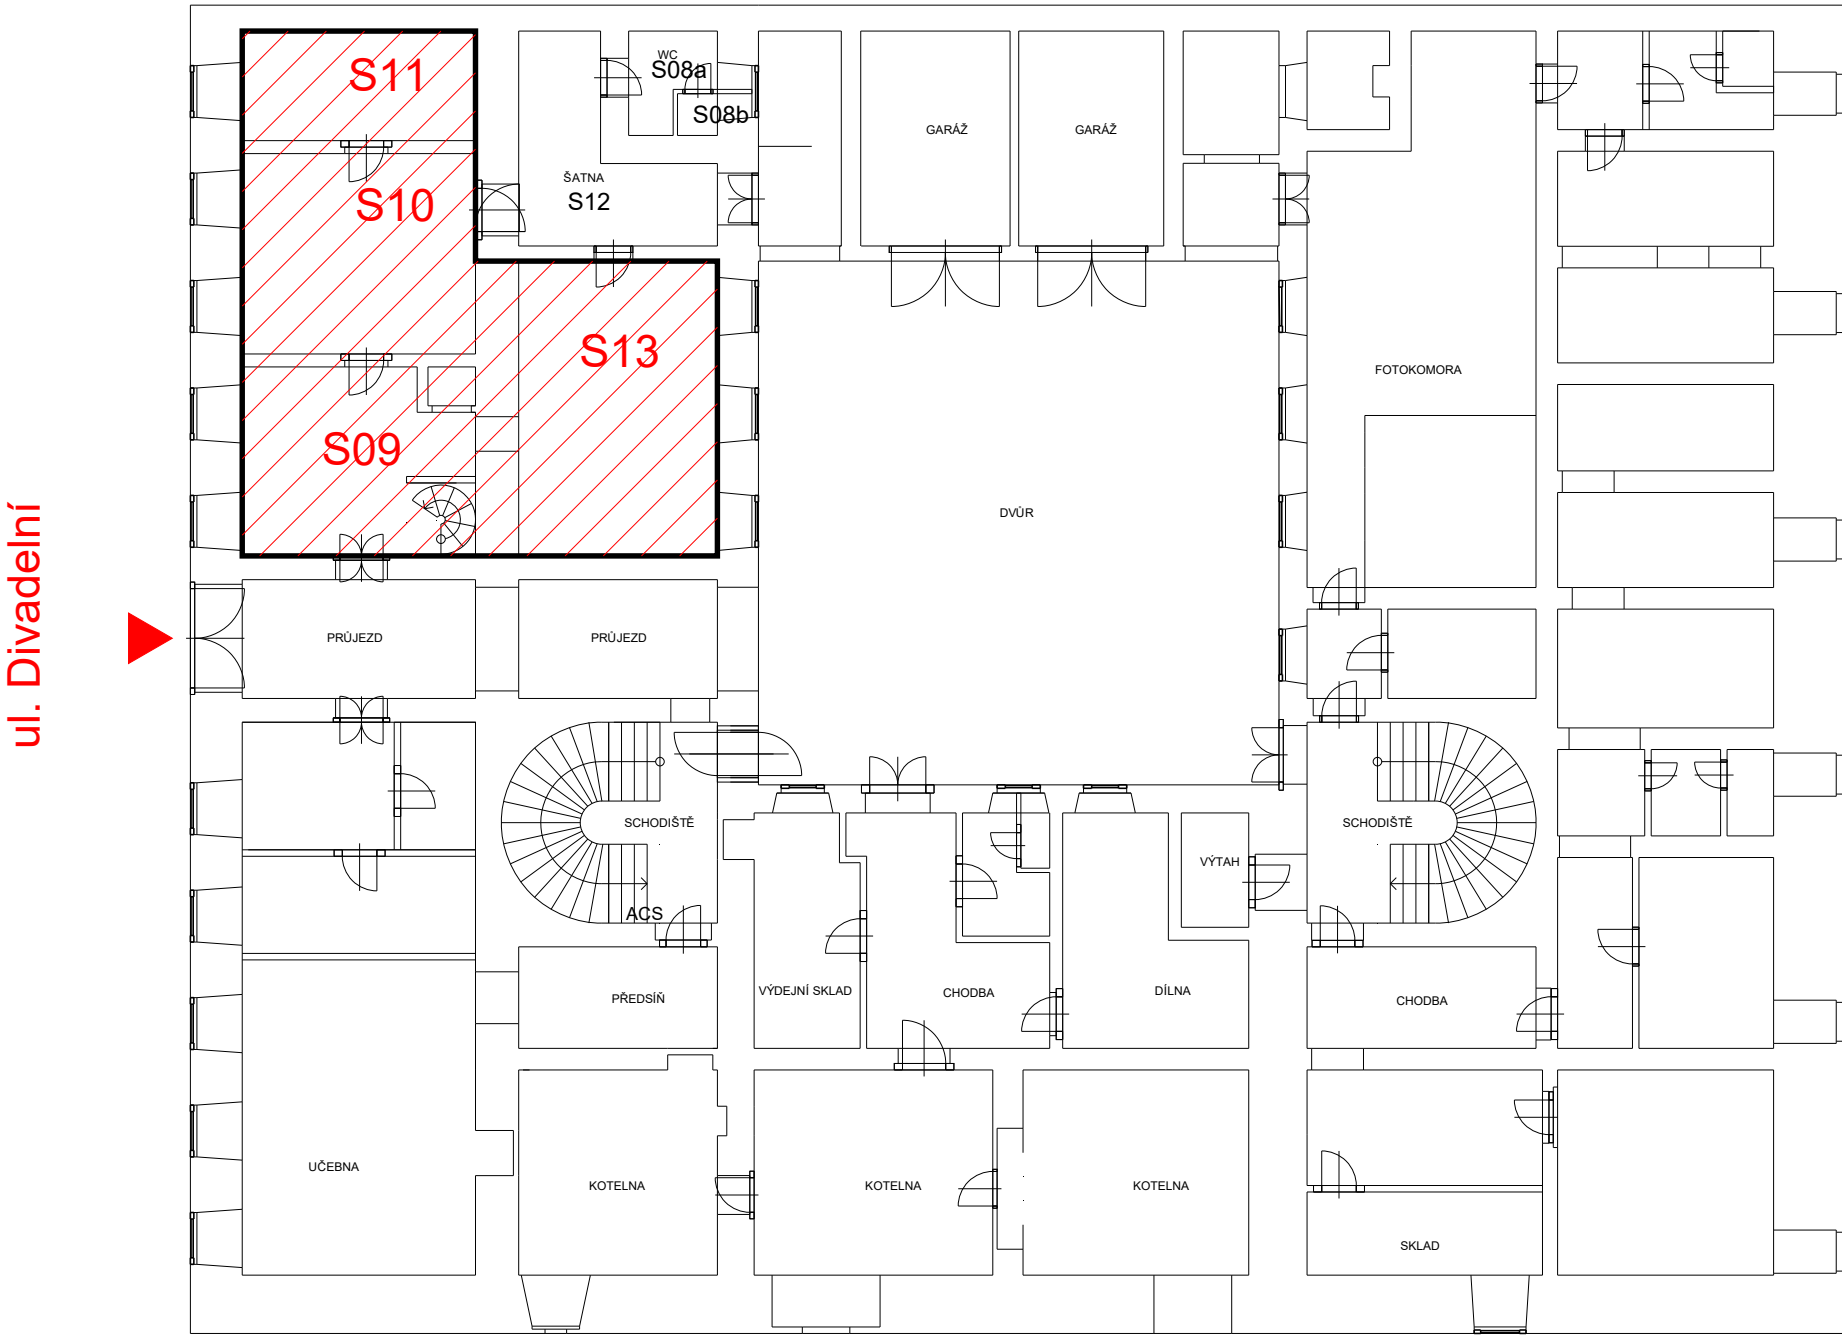 WC
S11
S08a
S08b
GARÁŽ
GARÁŽ
ŠATNA
S12
S10
S13
FOTOKOMORA
S09
DVŮR
ul. Divadelní
PRŮJEZD
PRŮJEZD
SCHODIŠTĚ
SCHODIŠTĚ
VÝTAH
ACS
VÝDEJNÍ SKLAD
CHODBA
DÍLNA
PŘEDSÍŇ
CHODBA
UČEBNA
KOTELNA
KOTELNA
KOTELNA
SKLAD